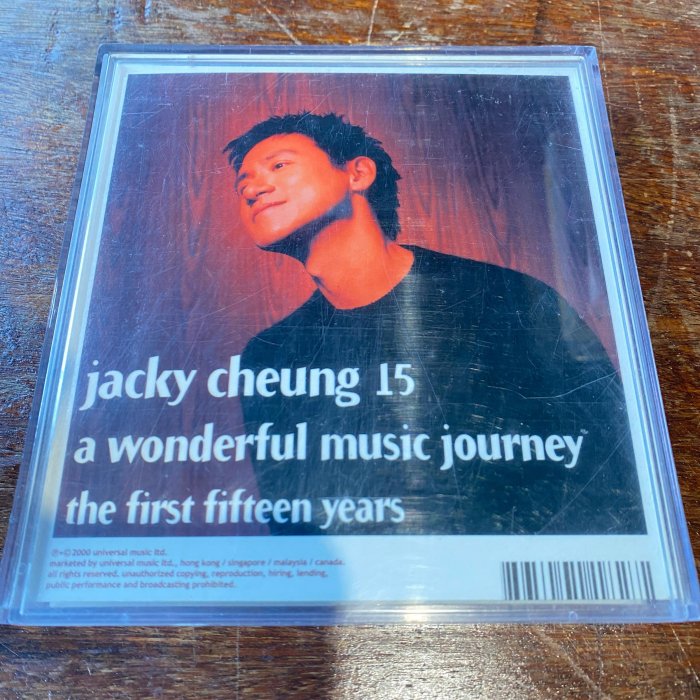 jacky cheung 15
a wonderful music journey
the first fifteen years
℗+© 2000 universal music ltd.
marketed by universal music ltd., hong kong / singapore / malaysia / canada.
all rights reserved. unauthorized copying, reproduction, hiring, lending,
public performance and broadcasting prohibited.